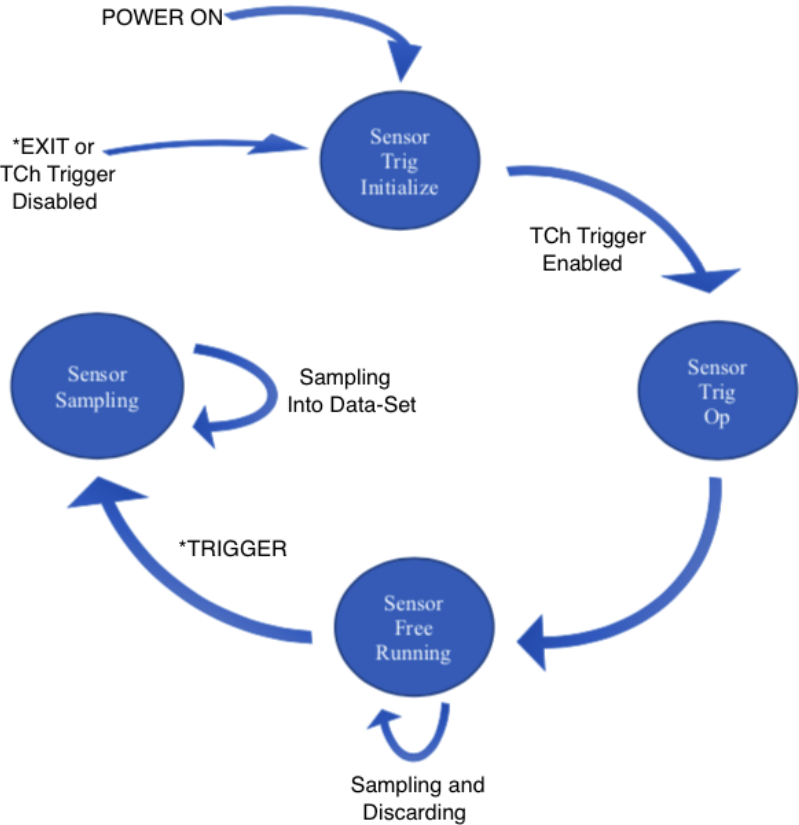 POWER ON
Sensor
Trig
Initialize
*EXIT or
TCh Trigger
Disabled
TCh Trigger
Enabled
Sensor
Trig
Op
Sensor
Sampling
Sampling
Into Data-Set
*TRIGGER
Sensor
Free
Running
Sampling and
Discarding